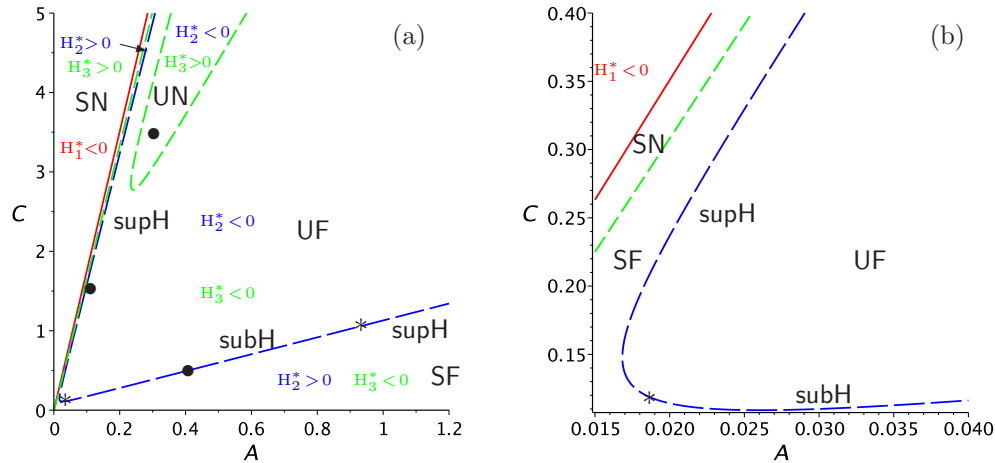 5
4
3
2
1
0
C
0
0.2
0.4
0.6
0.8
1
1.2
A
(a)
H₂*>0
H₃*>0
H₂*<0
H₃*>0
SN
UN
H₁*<0
supH
H₂*<0
UF
H₃*<0
subH
*
supH
H₂*>0
H₃*<0
SF
*
0.40
0.35
0.30
0.25
0.20
0.15
C
0.015
0.020
0.025
0.030
0.035
0.040
A
(b)
H₁*<0
SN
supH
SF
UF
*
subH